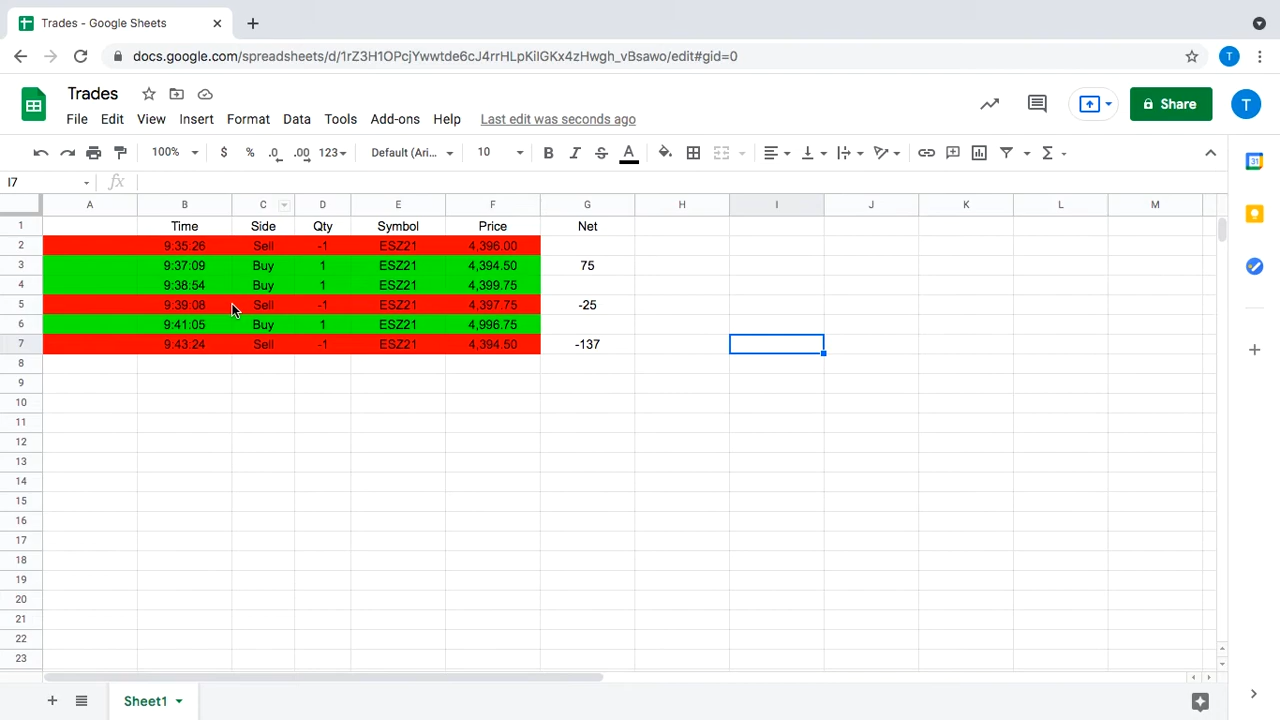 Trades - Google Sheets
docs.google.com/spreadsheets/d/1rZ3H1OPcjYwwtde6cJ4rrHLpKilGKx4zHwgh_vBsawo/edit#gid=0
T
Trades
File Edit View Insert Format Data Tools Add-ons Help Last edit was seconds ago
Share
T
100% $ % .0 .00 123 Default (Ari... 10 B I S A
I7 fx
A B C D E F G H I J K L M
1 Time Side Qty Symbol Price Net
2 9:35:26 Sell -1 ESZ21 4,396.00
3 9:37:09 Buy 1 ESZ21 4,394.50 75
4 9:38:54 Buy 1 ESZ21 4,399.75
5 9:39:08 Sell -1 ESZ21 4,397.75 -25
6 9:41:05 Buy 1 ESZ21 4,996.75
7 9:43:24 Sell -1 ESZ21 4,394.50 -137
8
9
10
11
12
13
14
15
16
17
18
19
20
21
22
23
Sheet1
31